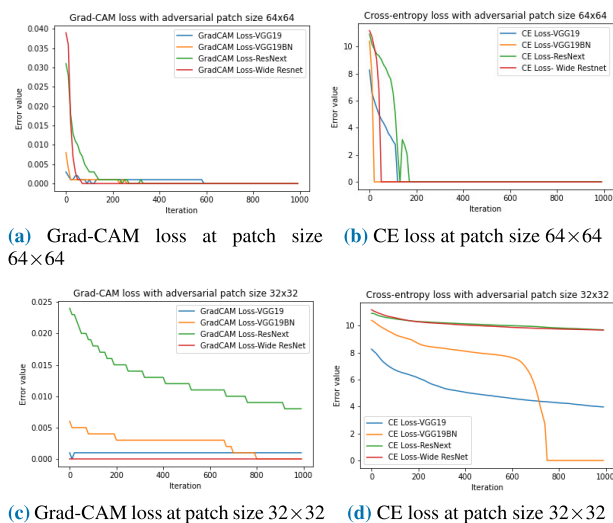 Grad-CAM loss with adversarial patch size 64x64
GradCAM Loss-VGG19
GradCAM Loss-VGG19BN
GradCAM Loss-ResNext
GradCAM Loss-Wide Resnet
Error value
0.040
0.035
0.030
0.025
0.020
0.015
0.010
0.005
0.000
0 200 400 600 800 1000
Iteration
(a) Grad-CAM loss at patch size
64×64
Cross-entropy loss with adversarial patch size 64x64
CE Loss-VGG19
CE Loss-VGG19BN
CE Loss-ResNext
CE Loss- Wide Restnet
Error value
10
8
6
4
2
0
0 200 400 600 800 1000
Iteration
(b) CE loss at patch size 64×64
Grad-CAM loss with adversarial patch size 32x32
GradCAM Loss-VGG19
GradCAM Loss-VGG19BN
GradCAM Loss-ResNext
GradCAM Loss-Wide ResNet
Error value
0.025
0.020
0.015
0.010
0.005
0.000
0 200 400 600 800 1000
Iteration
(c) Grad-CAM loss at patch size 32×32
Cross-entropy loss with adversarial patch size 32x32
Error value
10
8
6
4
2
0
CE Loss-VGG19
CE Loss-VGG19BN
CE Loss-ResNext
CE Loss-Wide ResNet
0 200 400 600 800 1000
Iteration
(d) CE loss at patch size 32×32